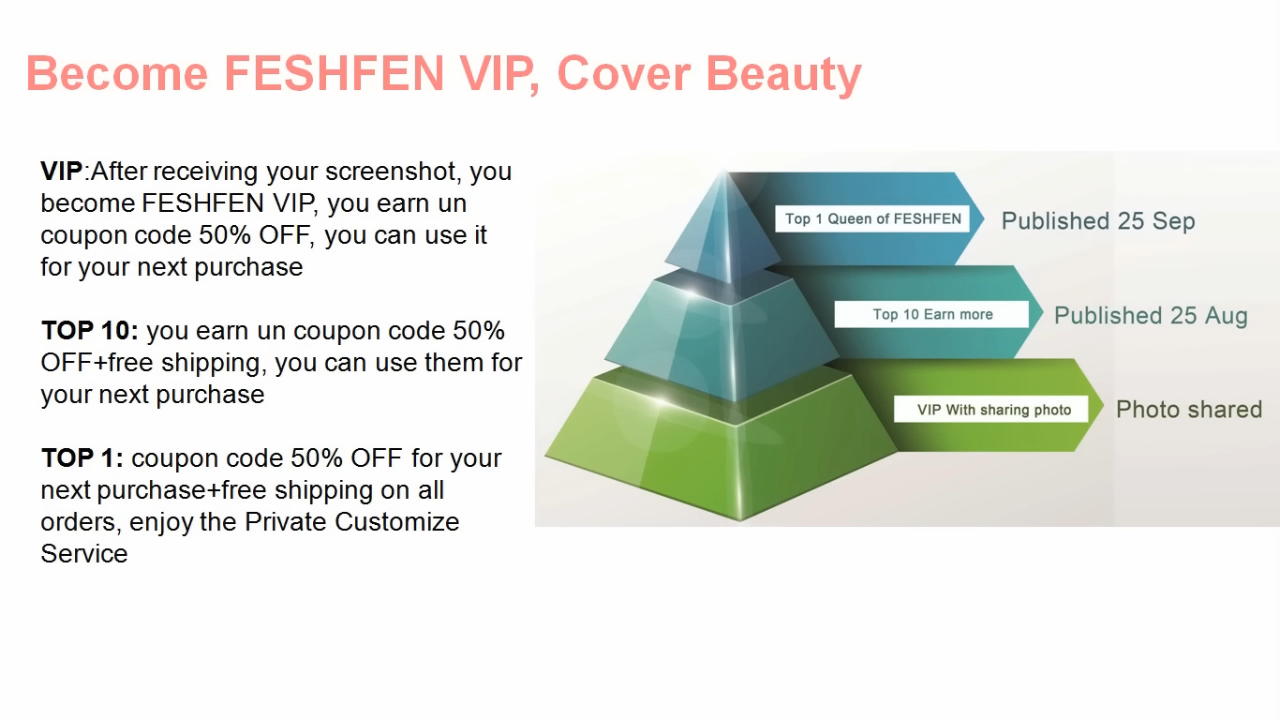 Become FESHFEN VIP, Cover Beauty
VIP:After receiving your screenshot, you
become FESHFEN VIP, you earn un
coupon code 50% OFF, you can use it
for your next purchase
TOP 10: you earn un coupon code 50%
OFF+free shipping, you can use them for
your next purchase
TOP 1: coupon code 50% OFF for your
next purchase+free shipping on all
orders, enjoy the Private Customize
Service
Top 1 Queen of FESHFEN
Published 25 Sep
Top 10 Earn more
Published 25 Aug
VIP With sharing photo
Photo shared